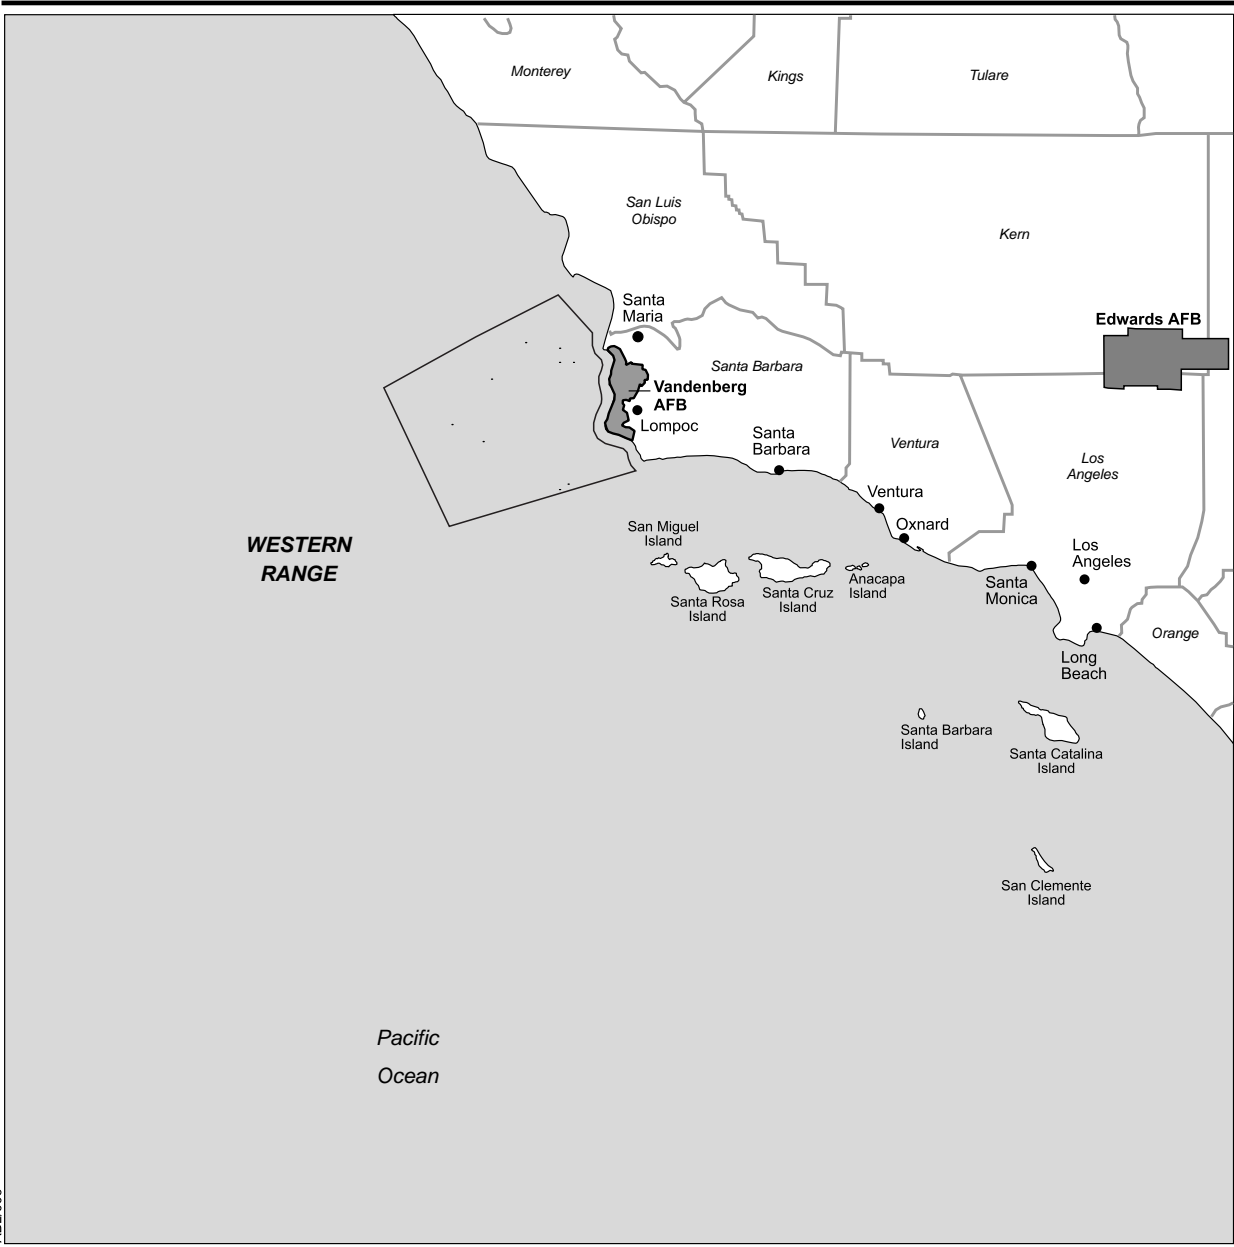 Monterey
Kings
Tulare
San Luis
Obispo
Kern
Santa
Maria
Edwards AFB
Santa Barbara
Vandenberg
AFB
Lompoc
Santa
Barbara
Ventura
Los
Angeles
Ventura
Oxnard
San Miguel
Island
WESTERN
RANGE
Los
Angeles
Santa Rosa
Island
Santa Cruz
Island
Anacapa
Island
Santa
Monica
Orange
Long
Beach
Santa Barbara
Island
Santa Catalina
Island
San Clemente
Island
Pacific
Ocean